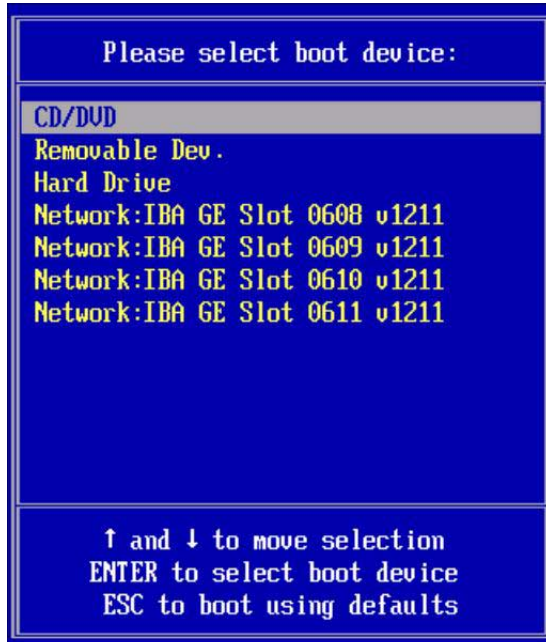 Please select boot device:
CD/DVD
Removable Dev.
Hard Drive
Network:IBA GE Slot 0608 v1211
Network:IBA GE Slot 0609 v1211
Network:IBA GE Slot 0610 v1211
Network:IBA GE Slot 0611 v1211
↑ and ↓ to move selection
ENTER to select boot device
ESC to boot using defaults